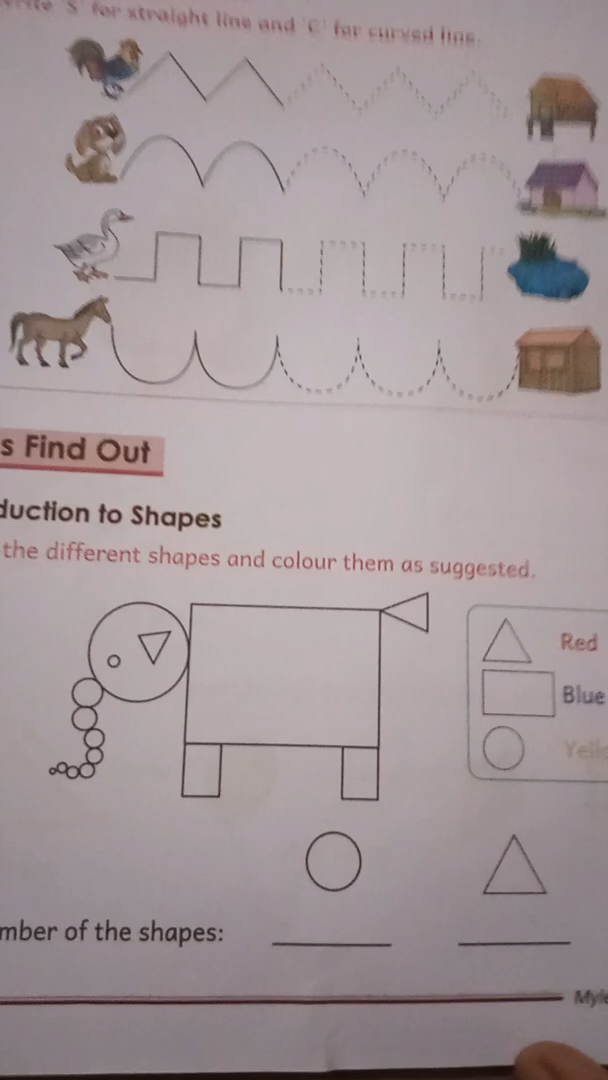 'S' for straight line and 'C' for curved line.
s Find Out
duction to Shapes
the different shapes and colour them as suggested.
Red
Blue
mber of the shapes: